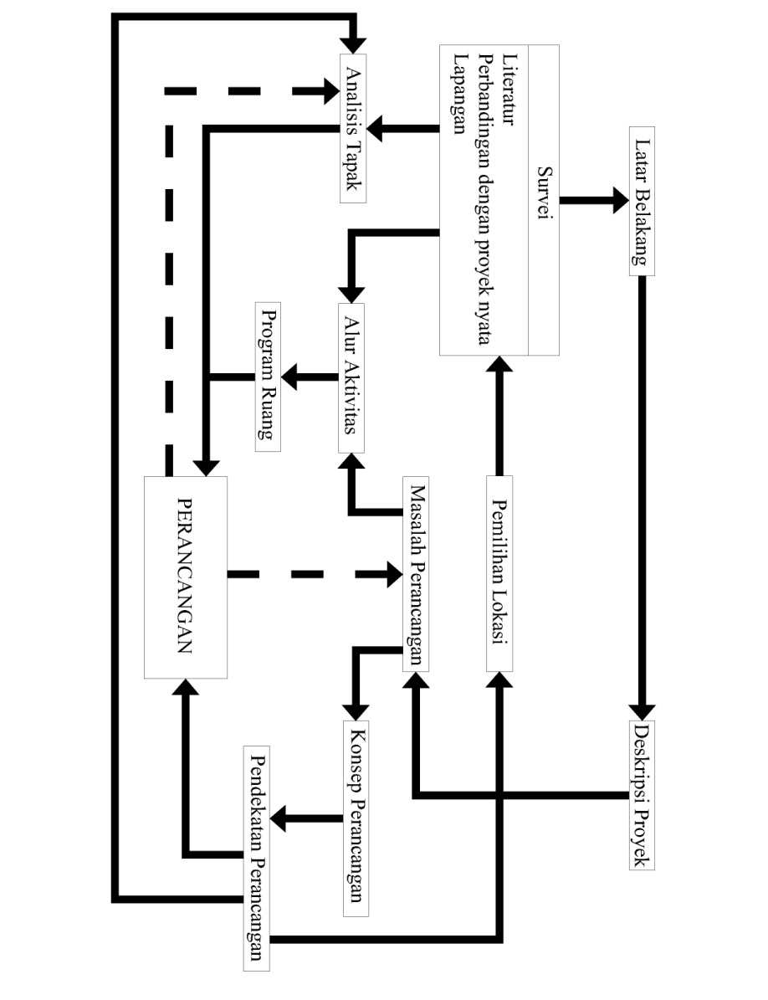 Latar Belakang
Deskripsi Proyek
Survei
Literatur
Perbandingan dengan proyek nyata
Lapangan
Pemilihan Lokasi
Masalah Perancangan
Analisis Tapak
Alur Aktivitas
Konsep Perancangan
Program Ruang
Pendekatan Perancangan
PERANCANGAN